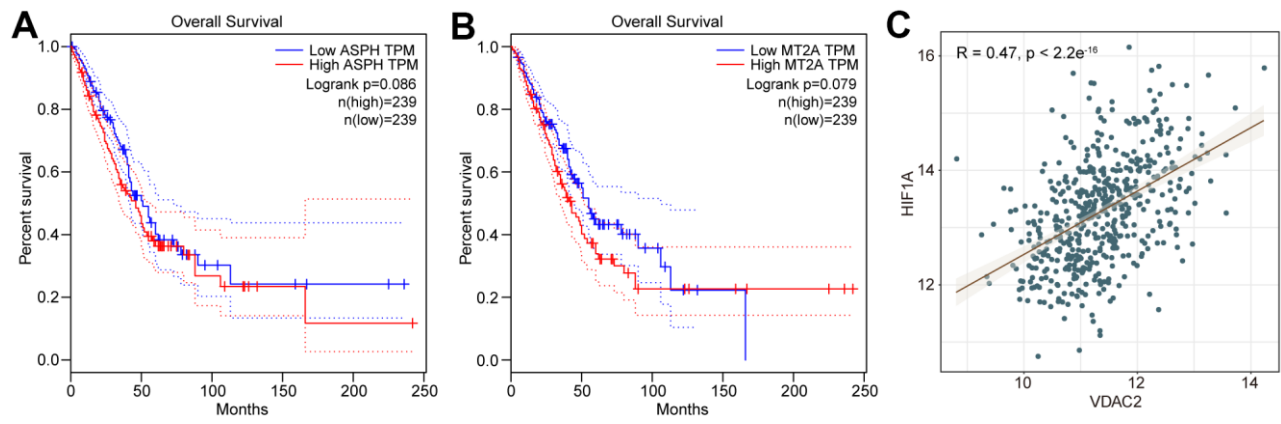 A
Overall Survival
Low ASPH TPM
High ASPH TPM
Logrank p=0.086
n(high)=239
n(low)=239
Percent survival
1.0
0.8
0.6
0.4
0.2
0.0
0
50
100
150
200
250
Months
B
Overall Survival
Low MT2A TPM
High MT2A TPM
Logrank p=0.079
n(high)=239
n(low)=239
Percent survival
1.0
0.8
0.6
0.4
0.2
0.0
0
50
100
150
200
250
Months
C
R = 0.47, p < 2.2e⁻¹⁶
HIF1A
16
14
12
10
12
14
VDAC2